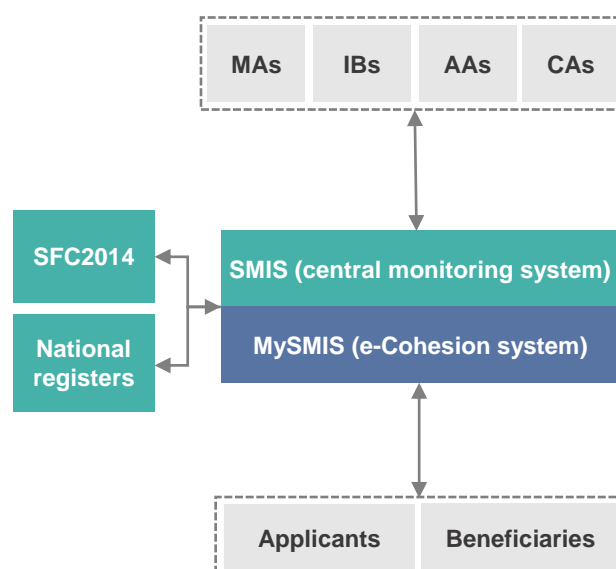 MAs
IBs
AAs
CAs
SFC2014
SMIS (central monitoring system)
MySMIS (e-Cohesion system)
National
registers
Applicants
Beneficiaries